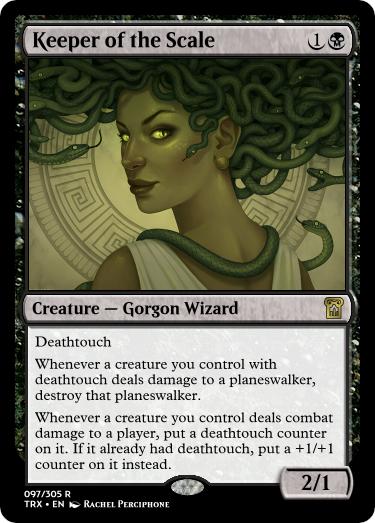 Keeper of the Scale 1
Creature — Gorgon Wizard
Deathtouch
Whenever a creature you control with
deathtouch deals damage to a planeswalker,
destroy that planeswalker.
Whenever a creature you control deals combat
damage to a player, put a deathtouch counter
on it. If it already had deathtouch, put a +1/+1
counter on it instead.
2/1
097/305 R
TRX • EN Rachel Perciphone